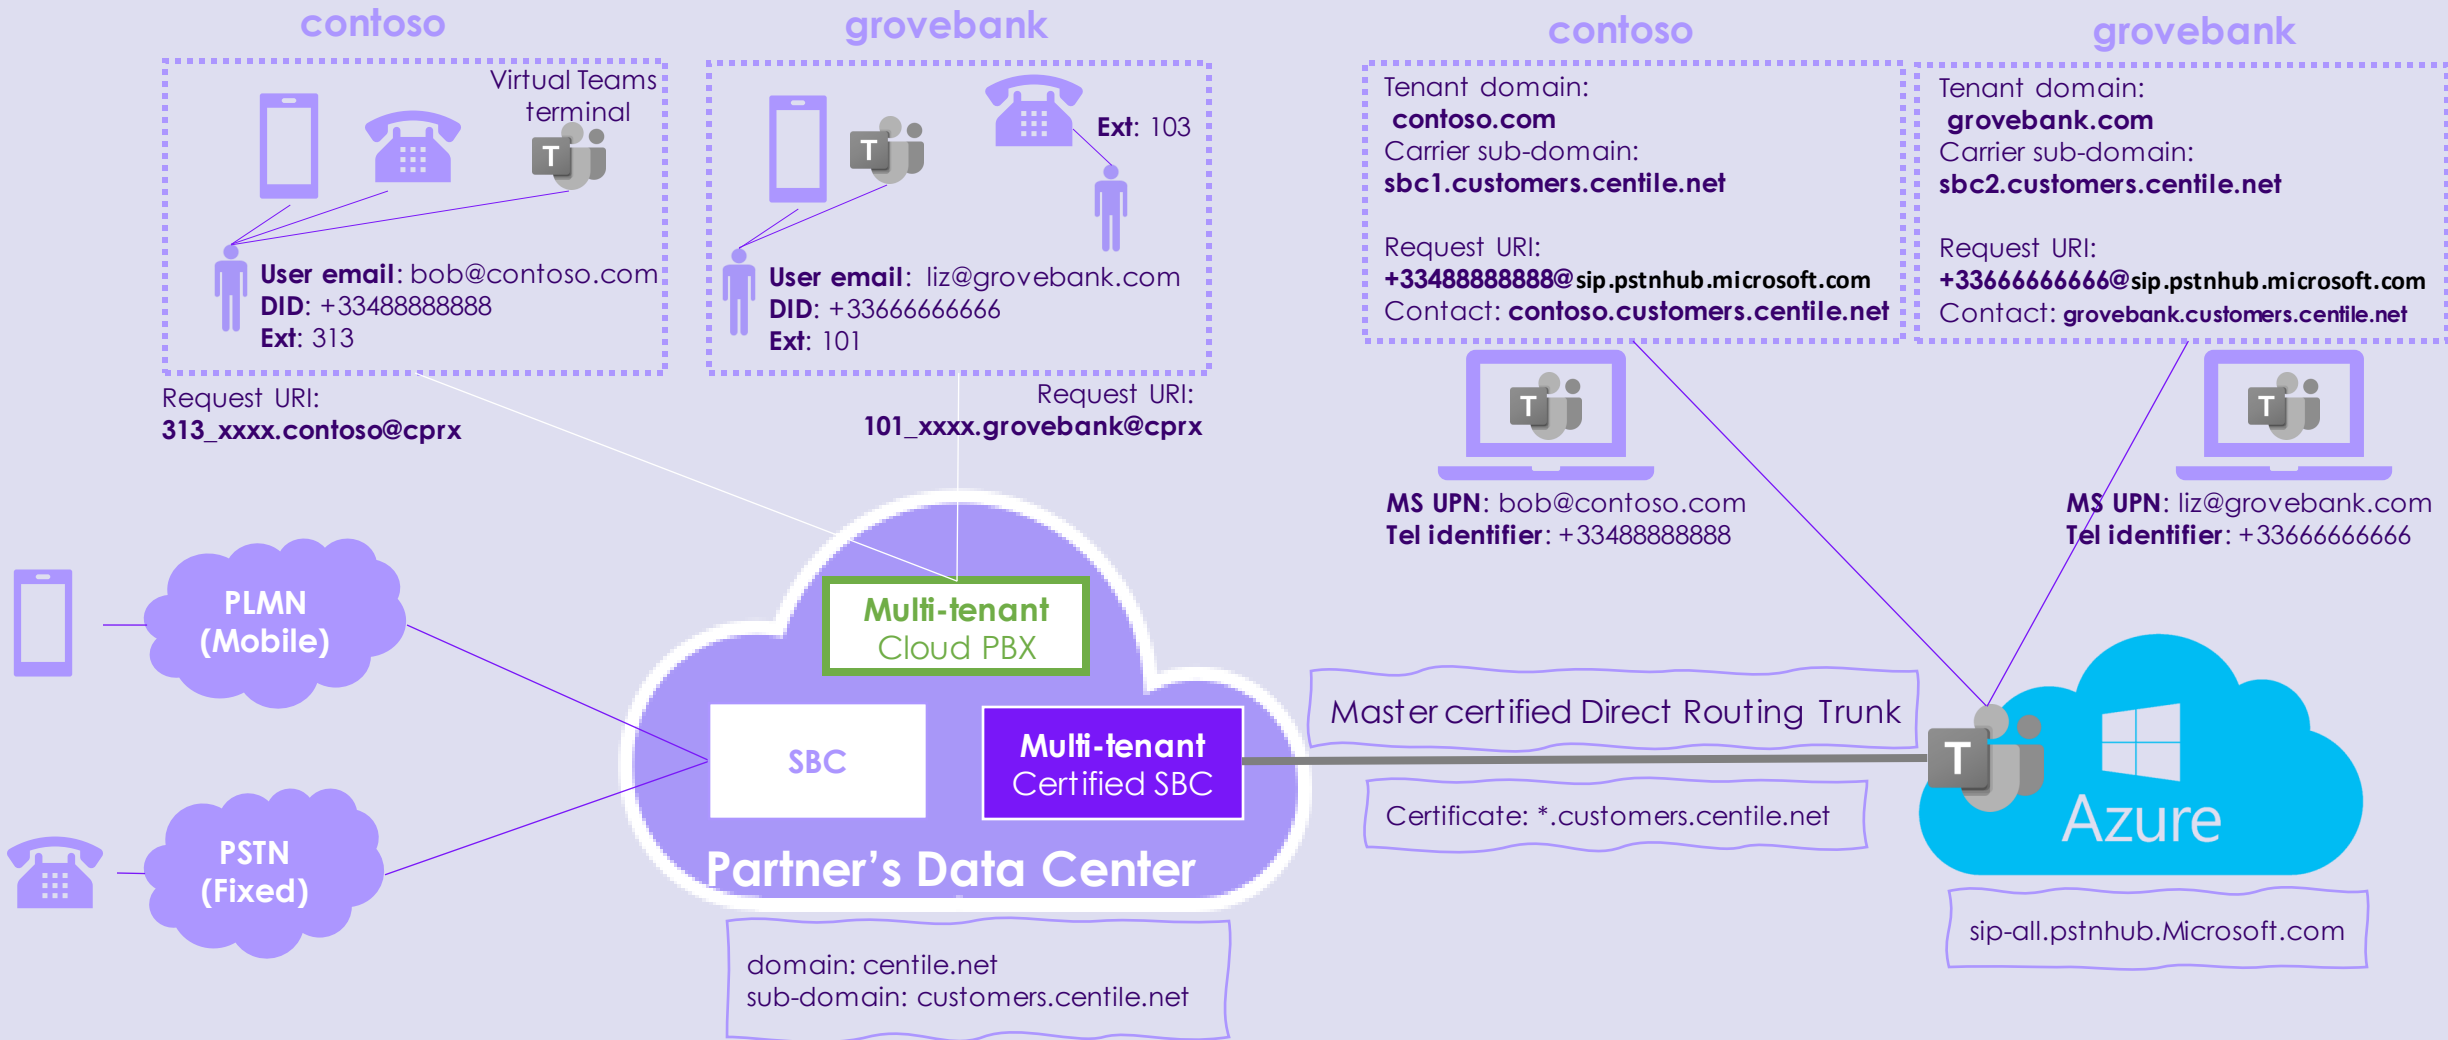 contoso
Virtual Teams
terminal
User email: bob@contoso.com
DID: +33488888888
Ext: 313
Request URI:
313_xxxx.contoso@cprx
grovebank
Ext: 103
User email: liz@grovebank.com
DID: +33666666666
Ext: 101
Request URI:
101_xxxx.grovebank@cprx
contoso
Tenant domain:
contoso.com
Carrier sub-domain:
sbc1.customers.centile.net
Request URI:
+33488888888@sip.pstnhub.microsoft.com
Contact: contoso.customers.centile.net
T
MS UPN: bob@contoso.com
Tel identifier: +33488888888
grovebank
Tenant domain:
grovebank.com
Carrier sub-domain:
sbc2.customers.centile.net
Request URI:
+33666666666@sip.pstnhub.microsoft.com
Contact: grovebank.customers.centile.net
T
MS UPN: liz@grovebank.com
Tel identifier: +33666666666
T
T
PLMN
(Mobile)
PSTN
(Fixed)
Multi-tenant
Cloud PBX
SBC
Multi-tenant
Certified SBC
Partner's Data Center
domain: centile.net
sub-domain: customers.centile.net
Master certified Direct Routing Trunk
Certificate: *.customers.centile.net
T
Azure
sip-all.pstnhub.Microsoft.com